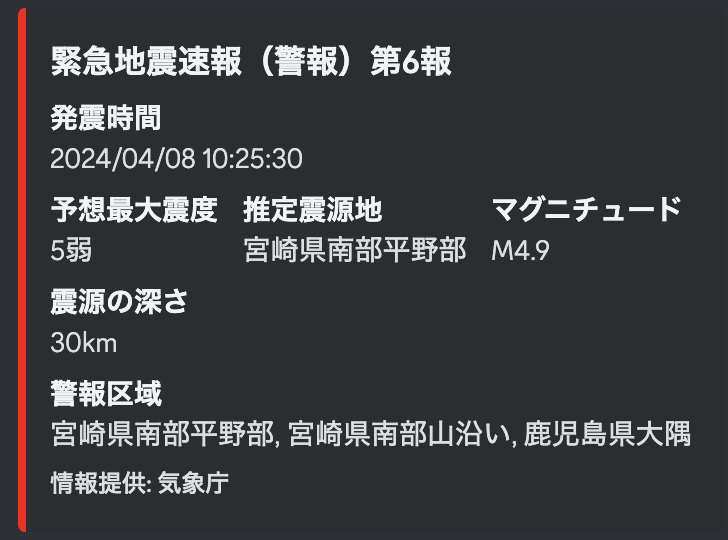 緊急地震速報（警報）第6報
発震時間
2024/04/08 10:25:30
予想最大震度 推定震源地 マグニチュード
5弱 宮崎県南部平野部 M4.9
震源の深さ
30km
警報区域
宮崎県南部平野部, 宮崎県南部山沿い, 鹿児島県大隅
情報提供: 気象庁